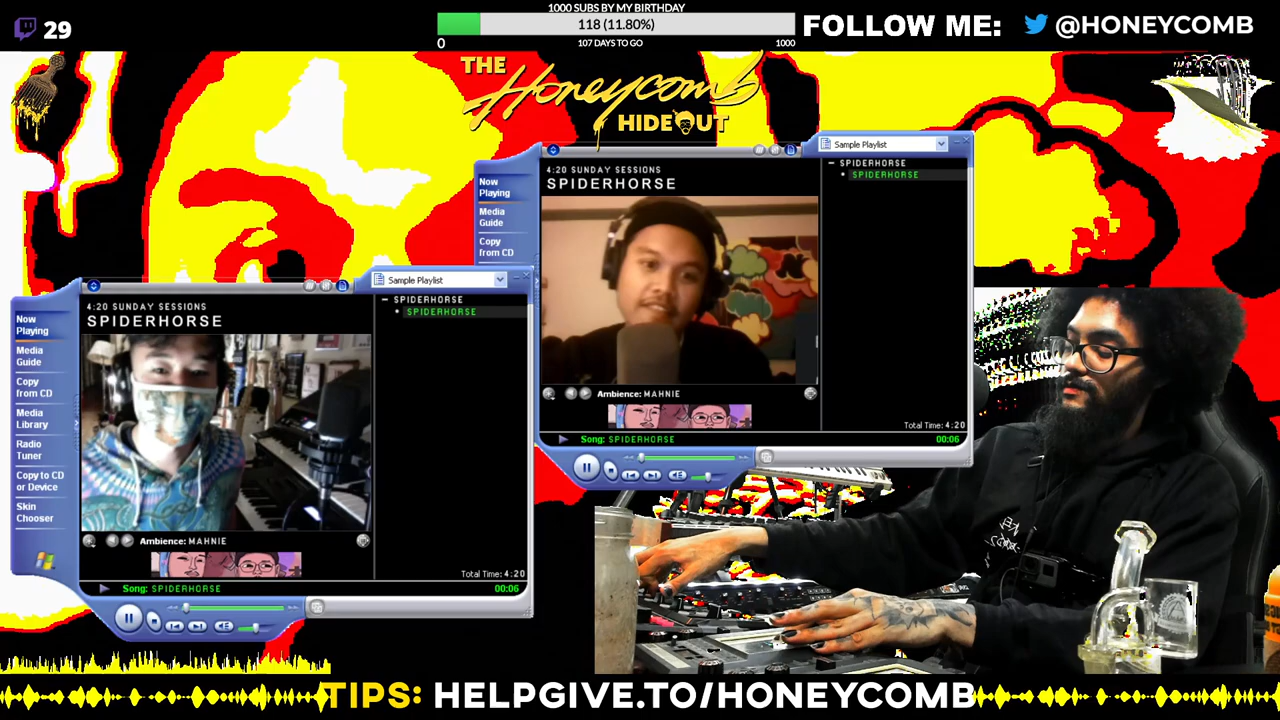 29
1000 SUBS BY MY BIRTHDAY
118 (11.80%)
0
107 DAYS TO GO
1000
FOLLOW ME:
@HONEYCOMB
THE
Honeycomb
HIDEOUT
Sample Playlist
Now
Playing
Media
Guide
Copy
from CD
4:20 SUNDAY SESSIONS
SPIDERHORSE
SPIDERHORSE
SPIDERHORSE
Ambience: MAHNIE
Total Time: 4:20
Song: SPIDERHORSE
00:06
Sample Playlist
Now
Playing
Media
Guide
Copy
from CD
Media
Library
Radio
Tuner
Copy to CD
or Device
Skin
Chooser
4:20 SUNDAY SESSIONS
SPIDERHORSE
SPIDERHORSE
SPIDERHORSE
Ambience: MAHNIE
Total Time: 4:20
Song: SPIDERHORSE
00:06
TIPS: HELPGIVE.TO/HONEYCOMB